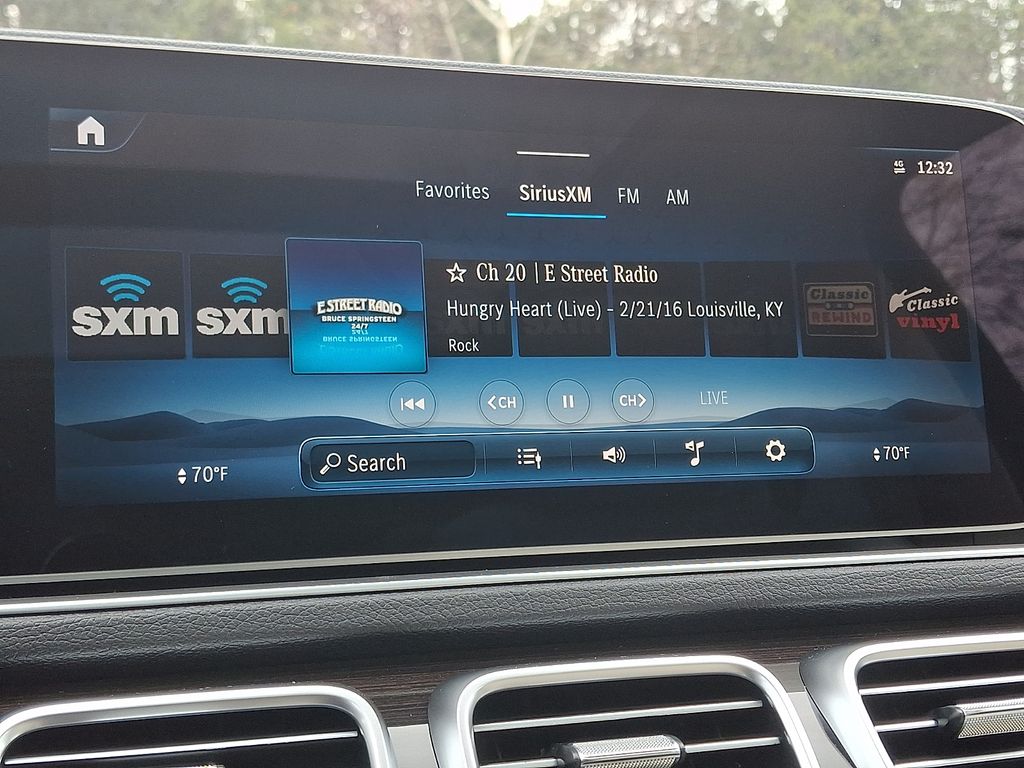 4G 12:32
Favorites SiriusXM FM AM
sxm
sxm
E STREET RADIO
BRUCE SPRINGSTEEN
24/7
Ch 20 | E Street Radio
Hungry Heart (Live) - 2/21/16 Louisville, KY
Rock
Classic
REWIND
Classic
vinyl
<CH
CH>
LIVE
70°F
Search
70°F